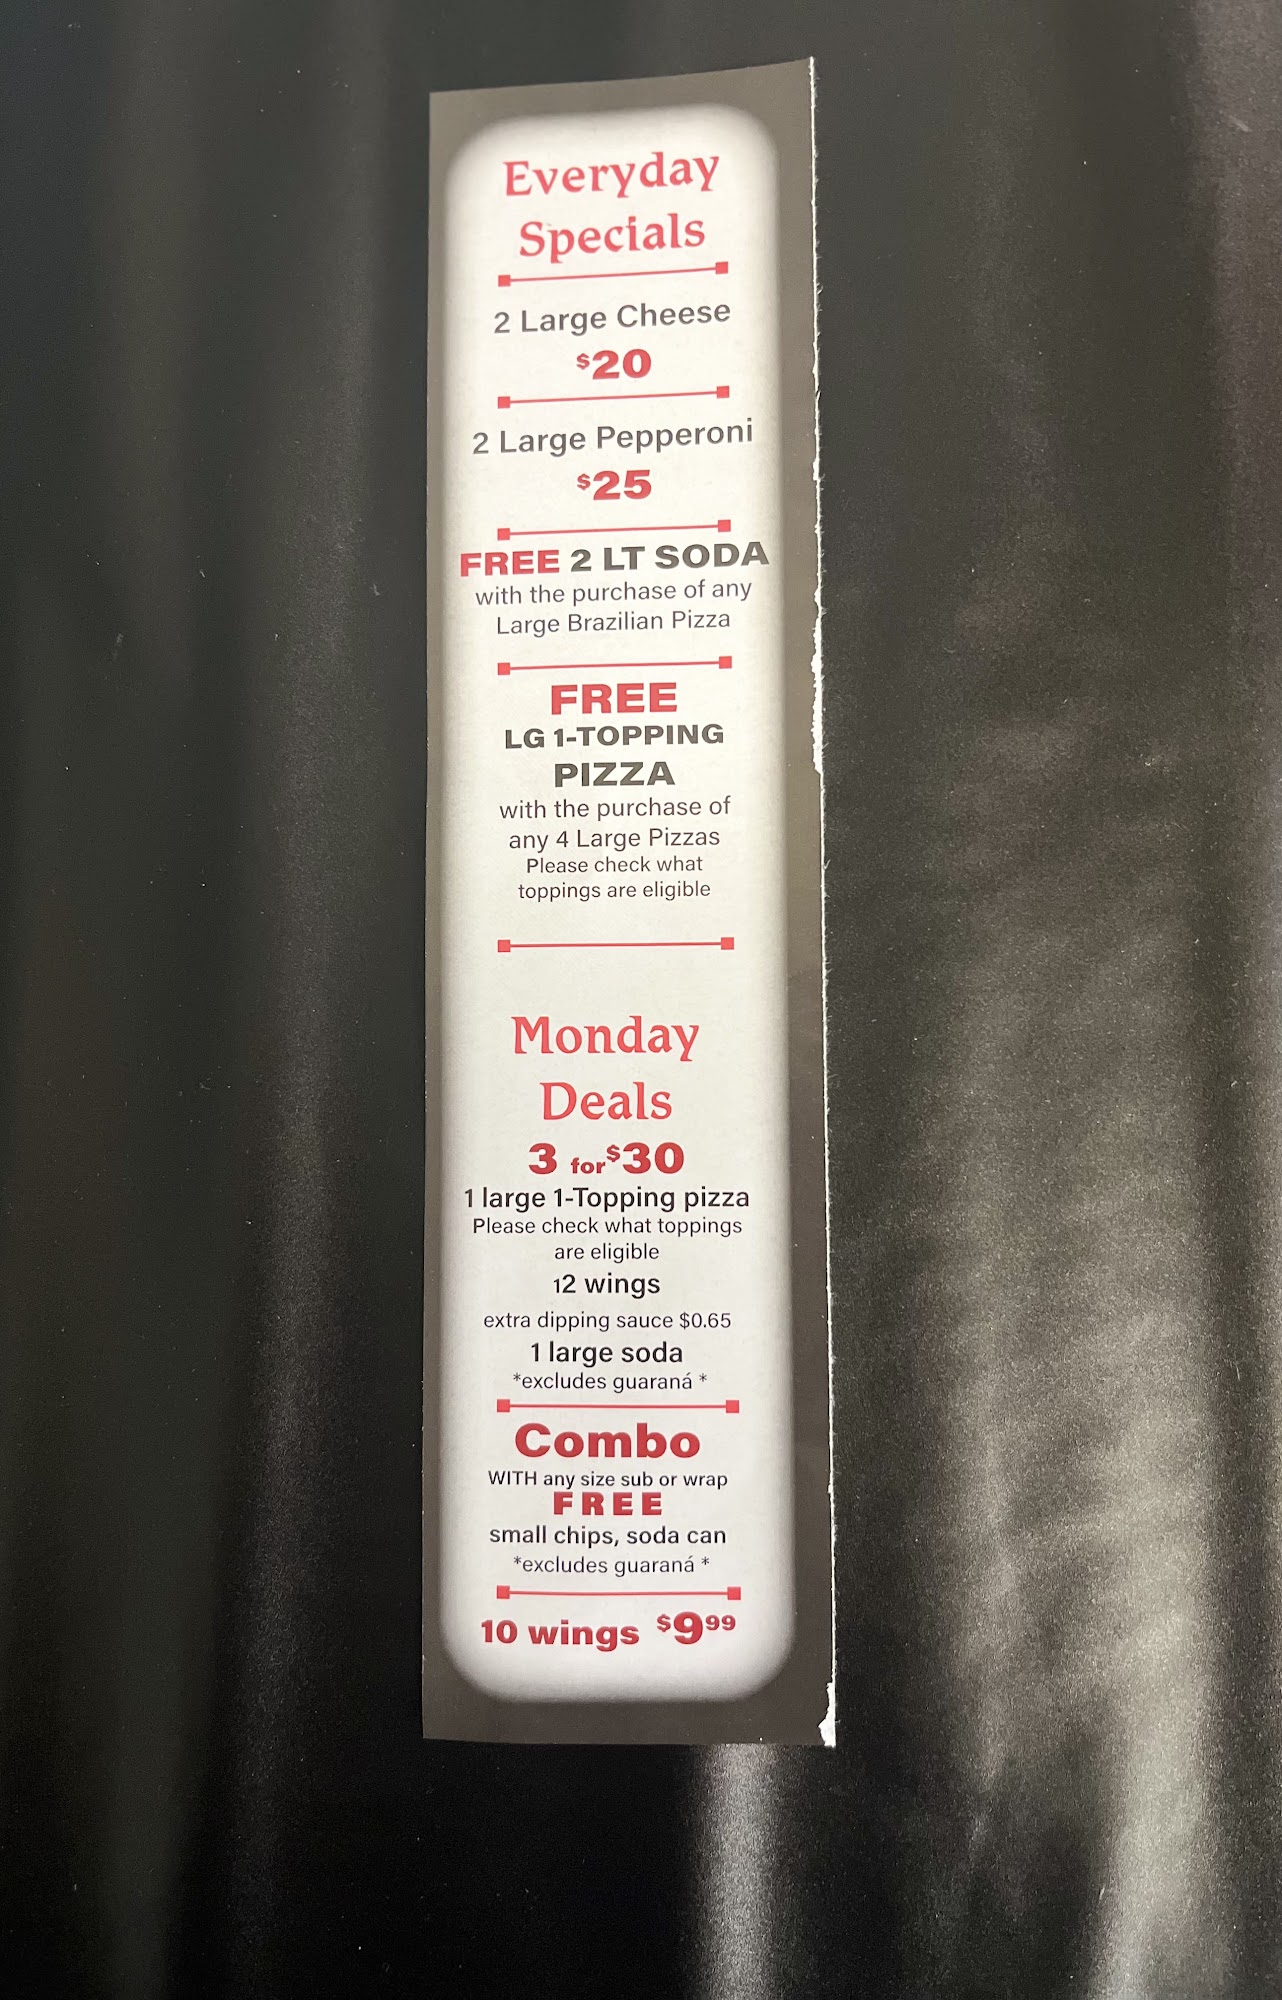 Everyday
Specials
2 Large Cheese
$20
2 Large Pepperoni
$25
FREE 2 LT SODA
with the purchase of any
Large Brazilian Pizza
FREE
LG 1-TOPPING
PIZZA
with the purchase of
any 4 Large Pizzas
Please check what
toppings are eligible
Monday
Deals
3 for $30
1 large 1-Topping pizza
Please check what toppings
are eligible
12 wings
extra dipping sauce $0.65
1 large soda
*excludes guaraná *
Combo
WITH any size sub or wrap
FREE
small chips, soda can
*excludes guaraná *
10 wings $9⁹⁹